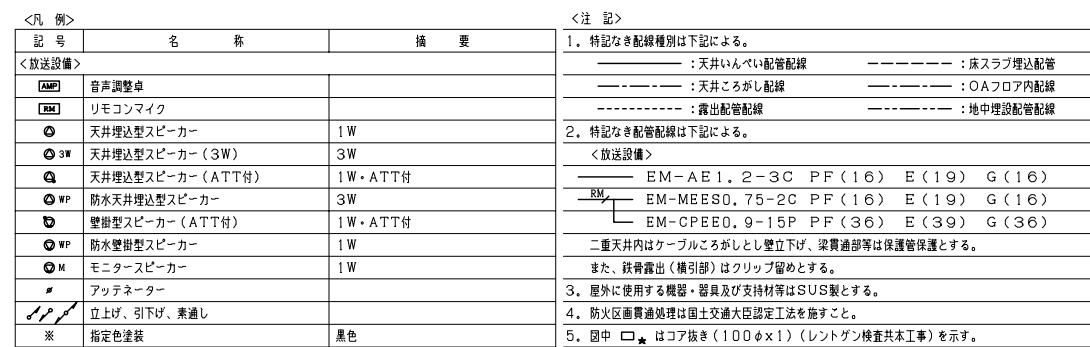 <凡 例>
記 号 名 称 摘 要
<放送設備>
AMP 音声調整卓
RM リモコンマイク
天井埋込型スピーカー 1W
3W 天井埋込型スピーカー(3W) 3W
天井埋込型スピーカー(ATT付) 1W・ATT付
WP 防水天井埋込型スピーカー 3W
壁掛型スピーカー(ATT付) 1W・ATT付
WP 防水壁掛型スピーカー 1W
M モニタースピーカー 1W
アッテネーター
立上げ、引下げ、素通し
※ 指定色塗装 黒色
<注 記>
1. 特記なき配線種別は下記による。
:天井いんぺい配管配線 :床スラブ埋込配管
:天井ころがし配線 :OAフロア内配線
:露出配管配線 :地中埋設配管配線
2. 特記なき配管配線は下記による。
<放送設備>
EM-AE1.2-3C PF(16) E(19) G(16)
RM EM-MEES0.75-2C PF(16) E(19) G(16)
EM-CPEE0.9-15P PF(36) E(39) G(36)
二重天井内はケーブルころがしとし壁立下げ、梁貫通部等は保護管保護とする。
また、鉄骨露出(横引部)はクリップ留めとする。
3. 屋外に使用する機器・器具及び支持材等はSUS製とする。
4. 防火区画貫通処理は国土交通大臣認定工法を施すこと。
5. 図中 □★ はコア抜き(100φx1)(レントゲン検査共本工事)を示す。